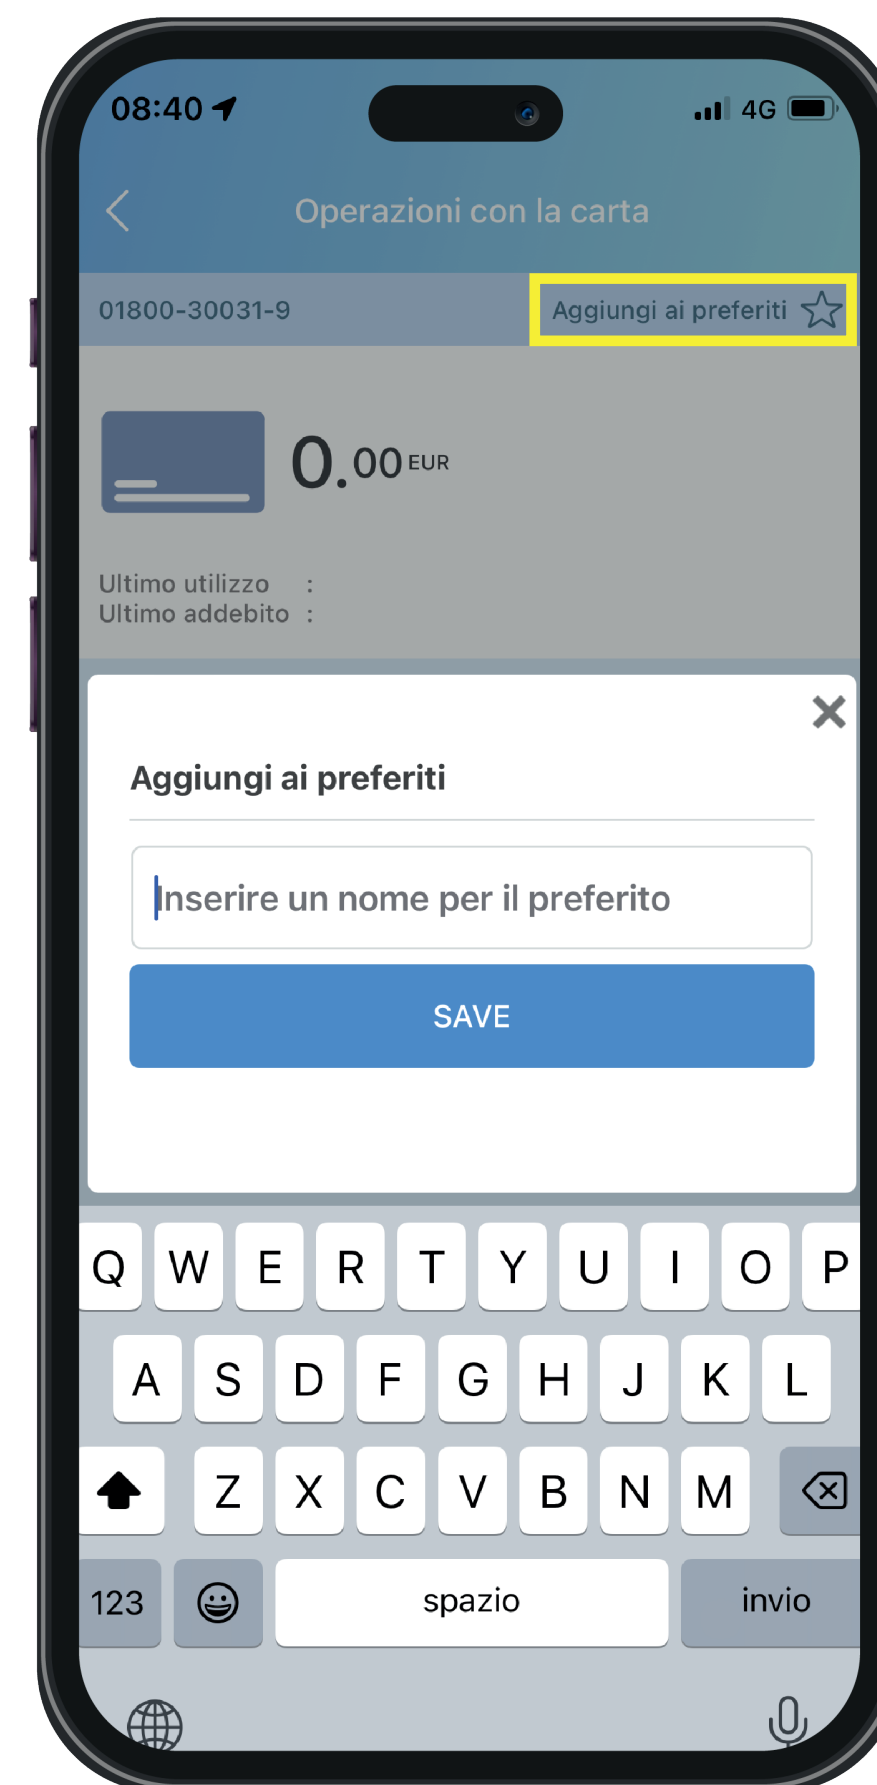 08:40
4G
Operazioni con la carta
01800-30031-9
Aggiungi ai preferiti
0.00 EUR
Ultimo utilizzo :
Ultimo addebito :
Aggiungi ai preferiti
Inserire un nome per il preferito
SAVE
Q W E R T Y U I O P
A S D F G H J K L
Z X C V B N M
123 spazio invio